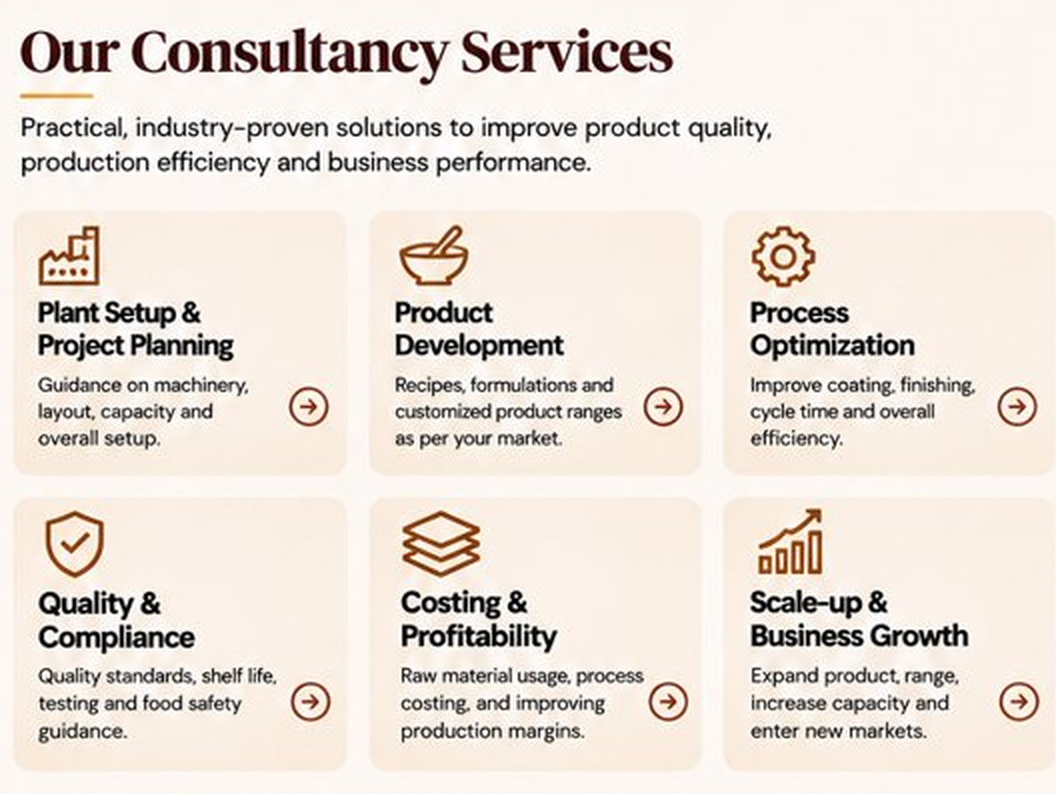 Our Consultancy Services
Practical, industry-proven solutions to improve product quality,
production efficiency and business performance.
Plant Setup &
Project Planning
Guidance on machinery,
layout, capacity and
overall setup.
Product
Development
Recipes, formulations and
customized product ranges
as per your market.
Process
Optimization
Improve coating, finishing,
cycle time and overall
efficiency.
Quality &
Compliance
Quality standards, shelf life,
testing and food safety
guidance.
Costing &
Profitability
Raw material usage, process
costing, and improving
production margins.
Scale-up &
Business Growth
Expand product, range,
increase capacity and
enter new markets.